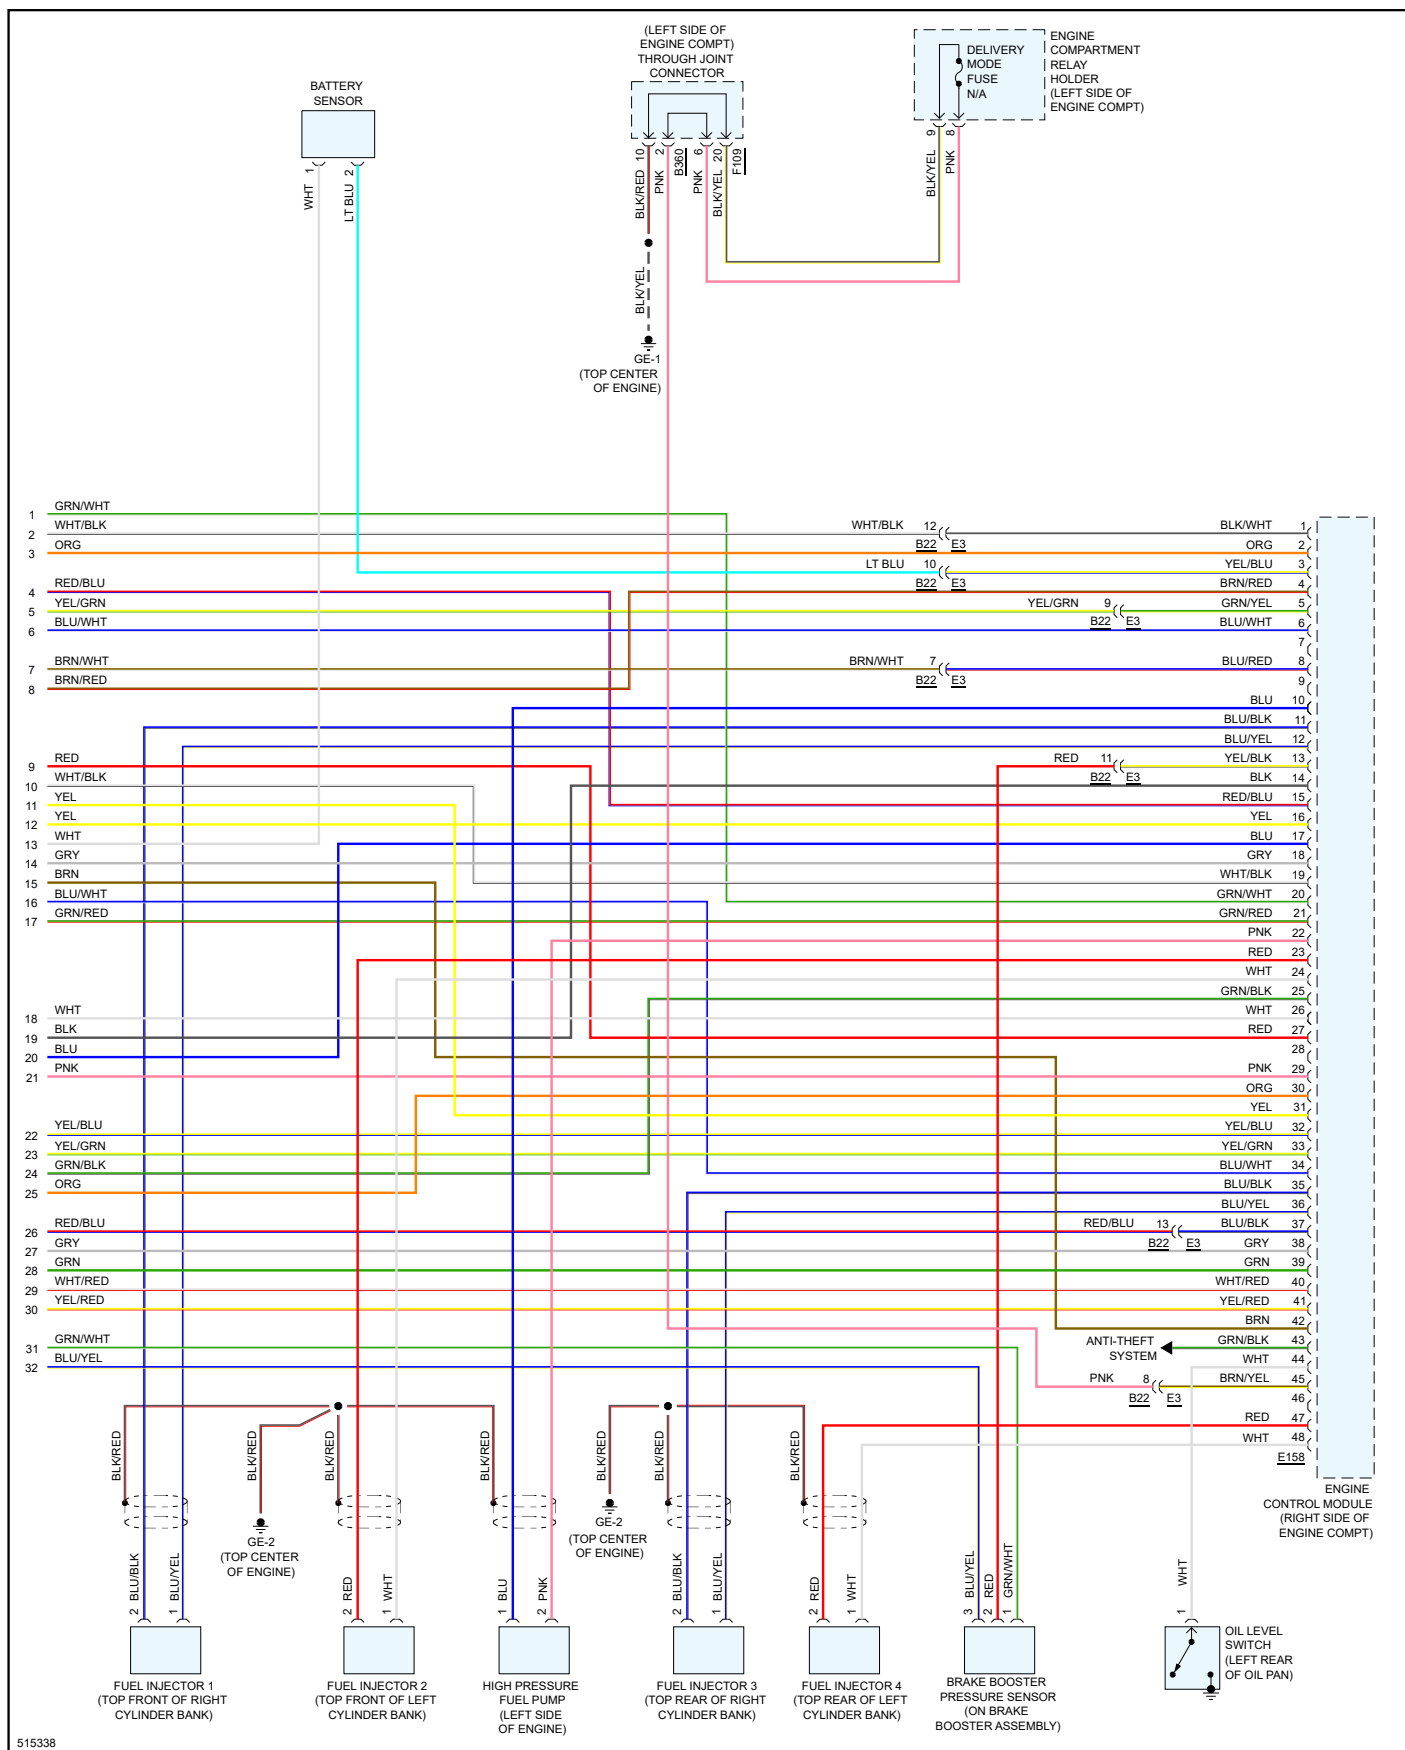 (LEFT SIDE OF
ENGINE COMPT)
THROUGH JOINT
CONNECTOR
ENGINE
COMPARTMENT
RELAY
HOLDER
(LEFT SIDE OF
ENGINE COMPT)
DELIVERY
MODE
FUSE
N/A
BATTERY
SENSOR
1
2
WHT
LT BLU
10
2
B360
6
20
F109
BLK/RED
PNK
PNK
BLK/YEL
9
8
BLK/YEL
PNK
BLK/YEL
GE-1
(TOP CENTER
OF ENGINE)
1 GRN/WHT
2 WHT/BLK WHT/BLK 12 BLK/WHT 1
B22 E3
3 ORG ORG 2
LT BLU 10 YEL/BLU 3
B22 E3
4 RED/BLU BRN/RED 4
5 YEL/GRN YEL/GRN 9 GRN/YEL 5
B22 E3
6 BLU/WHT BLU/WHT 6
7
7 BRN/WHT BRN/WHT 7 BLU/RED 8
B22 E3
8 BRN/RED 9
BLU 10
BLU/BLK 11
BLU/YEL 12
9 RED RED 11 YEL/BLK 13
B22 E3
10 WHT/BLK BLK 14
11 YEL RED/BLU 15
12 YEL YEL 16
13 WHT BLU 17
14 GRY GRY 18
15 BRN WHT/BLK 19
16 BLU/WHT GRN/WHT 20
17 GRN/RED GRN/RED 21
PNK 22
RED 23
WHT 24
GRN/BLK 25
18 WHT WHT 26
19 BLK RED 27
20 BLU 28
21 PNK PNK 29
ORG 30
YEL 31
22 YEL/BLU YEL/BLU 32
23 YEL/GRN YEL/GRN 33
24 GRN/BLK BLU/WHT 34
25 ORG BLU/BLK 35
BLU/YEL 36
26 RED/BLU RED/BLU 13 BLU/BLK 37
B22 E3
27 GRY GRY 38
28 GRN GRN 39
29 WHT/RED WHT/RED 40
30 YEL/RED YEL/RED 41
BRN 42
31 GRN/WHT ANTI-THEFT GRN/BLK 43
SYSTEM
32 BLU/YEL WHT 44
PNK 8 BRN/YEL 45
B22 E3
46
RED 47
WHT 48
E158
ENGINE
CONTROL MODULE
(RIGHT SIDE OF
ENGINE COMPT)
BLK/RED
BLK/RED
BLK/RED
BLK/RED
BLK/RED
BLK/RED
BLK/RED
GE-2
(TOP CENTER
OF ENGINE)
GE-2
(TOP CENTER
OF ENGINE)
2 BLU/BLK
1 BLU/YEL
2 RED
1 WHT
1 BLU
2 PNK
2 BLU/BLK
1 BLU/YEL
2 RED
1 WHT
3 BLU/YEL
2 RED
1 GRN/WHT
1 WHT
FUEL INJECTOR 1
(TOP FRONT OF RIGHT
CYLINDER BANK)
FUEL INJECTOR 2
(TOP FRONT OF LEFT
CYLINDER BANK)
HIGH PRESSURE
FUEL PUMP
(LEFT SIDE
OF ENGINE)
FUEL INJECTOR 3
(TOP REAR OF RIGHT
CYLINDER BANK)
FUEL INJECTOR 4
(TOP REAR OF LEFT
CYLINDER BANK)
BRAKE BOOSTER
PRESSURE SENSOR
(ON BRAKE
BOOSTER ASSEMBLY)
OIL LEVEL
SWITCH
(LEFT REAR
OF OIL PAN)
515338